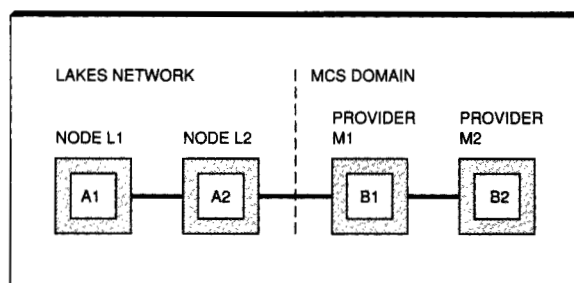 LAKES NETWORK
MCS DOMAIN
NODE L1
NODE L2
PROVIDER
M1
PROVIDER
M2
A1
A2
B1
B2